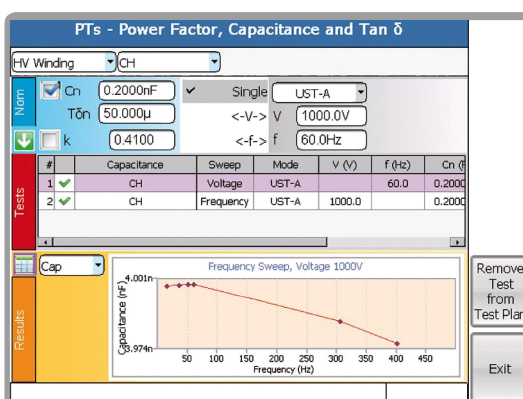 PTs - Power Factor, Capacitance and Tan δ
HV Winding CH
Nom
Cn 0.2000nF
Single UST-A
Tδn 50.000µ
<-V-> V 1000.0V
k 0.4100
<-f-> f 60.0Hz
Tests
# Capacitance Sweep Mode V (V) f (Hz) Cn (F
1 CH Voltage UST-A 60.0 0.2000
2 CH Frequency UST-A 1000.0 0.2000
Results
Cap
Frequency Sweep, Voltage 1000V
4.001n
Capacitance (nF)
3.974n
50 100 150 200 250 300 350 400 450
Frequency (Hz)
Remove
Test
from
Test Plan
Exit